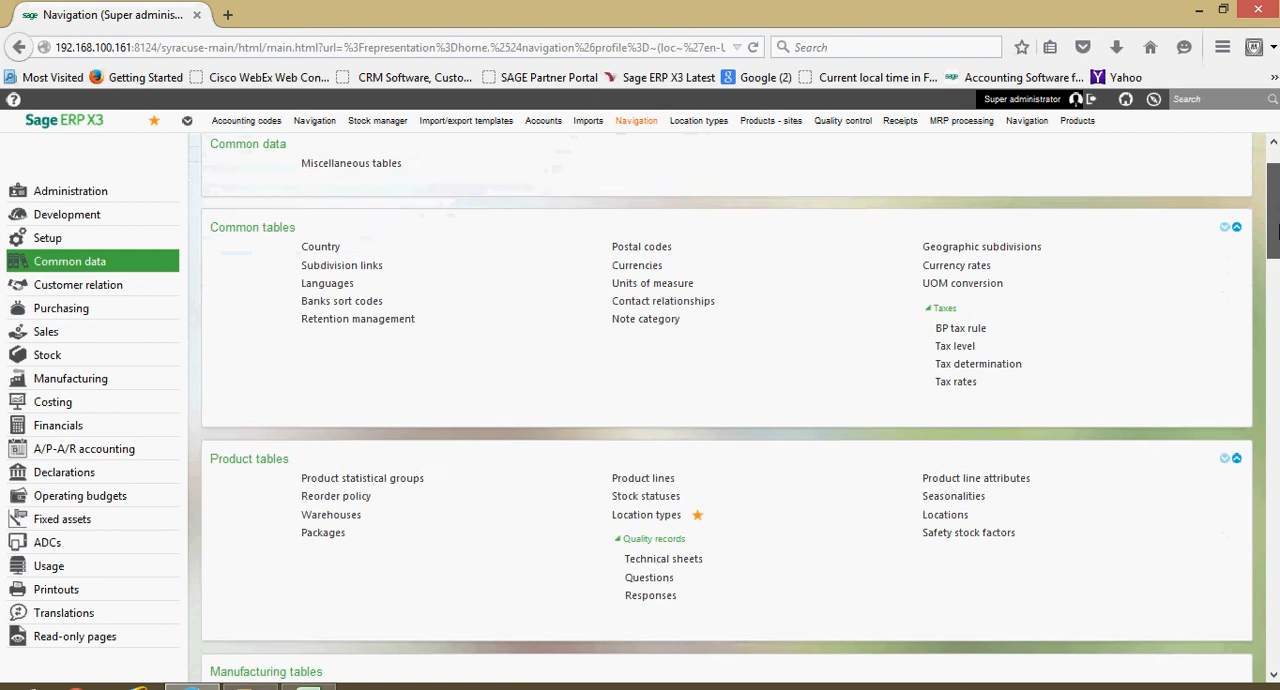 sage Navigation (Super adminis...
192.168.100.161:8124/syracuse-main/html/main.html?url=%3Frepresentation%3Dhome.%2524navigation%26profile%3D~(loc~%27en-U
Search
Most Visited Getting Started Cisco WebEx Web Con... CRM Software, Custo... SAGE Partner Portal Sage ERP X3 Latest Google (2) Current local time in F... sage Accounting Software f... Yahoo »
Super administrator Search
Sage ERP X3 Accounting codes Navigation Stock manager Import/export templates Accounts Imports Navigation Location types Products - sites Quality control Receipts MRP processing Navigation Products
Administration
Development
Setup
Common data
Customer relation
Purchasing
Sales
Stock
Manufacturing
Costing
Financials
A/P-A/R accounting
Declarations
Operating budgets
Fixed assets
ADCs
Usage
Printouts
Translations
Read-only pages
Common data
Miscellaneous tables
Common tables
Country Postal codes Geographic subdivisions
Subdivision links Currencies Currency rates
Languages Units of measure UOM conversion
Banks sort codes Contact relationships
Taxes
Retention management Note category
BP tax rule
Tax level
Tax determination
Tax rates
Product tables
Product statistical groups Product lines Product line attributes
Reorder policy Stock statuses Seasonalities
Warehouses Location types Locations
Packages Safety stock factors
Quality records
Technical sheets
Questions
Responses
Manufacturing tables